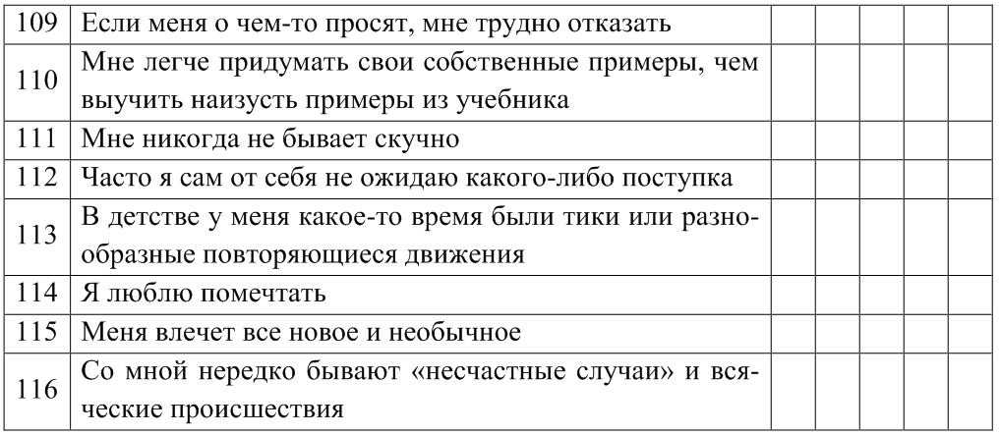 109 Если меня о чем-то просят, мне трудно отказать
110 Мне легче придумать свои собственные примеры, чем
выучить наизусть примеры из учебника
111 Мне никогда не бывает скучно
112 Часто я сам от себя не ожидаю какого-либо поступка
113 В детстве у меня какое-то время были тики или разно-
образные повторяющиеся движения
114 Я люблю помечтать
115 Меня влечет все новое и необычное
116 Со мной нередко бывают «несчастные случаи» и вся-
ческие происшествия